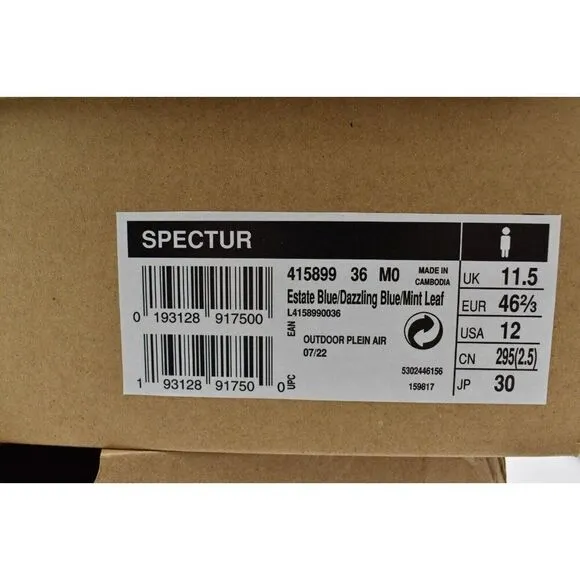 SPECTUR
415899 36 M0 MADE IN CAMBODIA
Estate Blue/Dazzling Blue/Mint Leaf
L4158990036
0 193128 917500 EAN
OUTDOOR PLEIN AIR
07/22
5302446156
159817
1 93128 91750 0 UPC
UK 11.5
EUR 46⅔
USA 12
CN 295(2.5)
JP 30